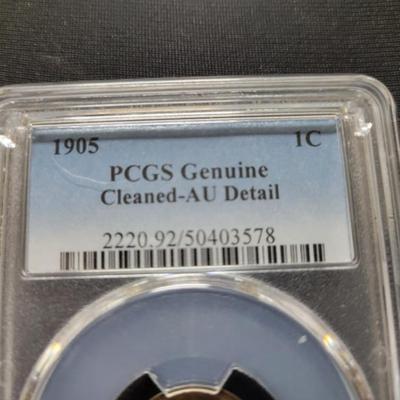 1905 1C
PCGS Genuine
Cleaned-AU Detail
2220.92/50403578